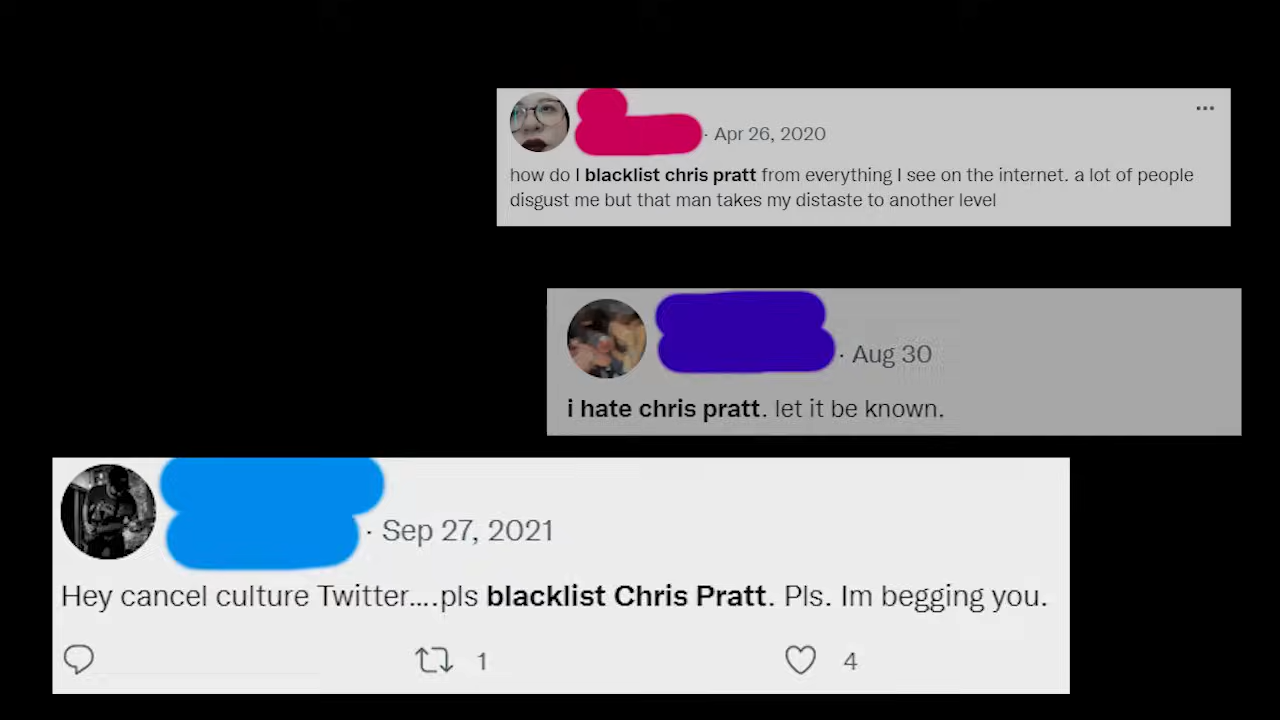 · Apr 26, 2020
how do I blacklist chris pratt from everything I see on the internet. a lot of people
disgust me but that man takes my distaste to another level
· Aug 30
i hate chris pratt. let it be known.
· Sep 27, 2021
Hey cancel culture Twitter....pls blacklist Chris Pratt. Pls. Im begging you.
1 4